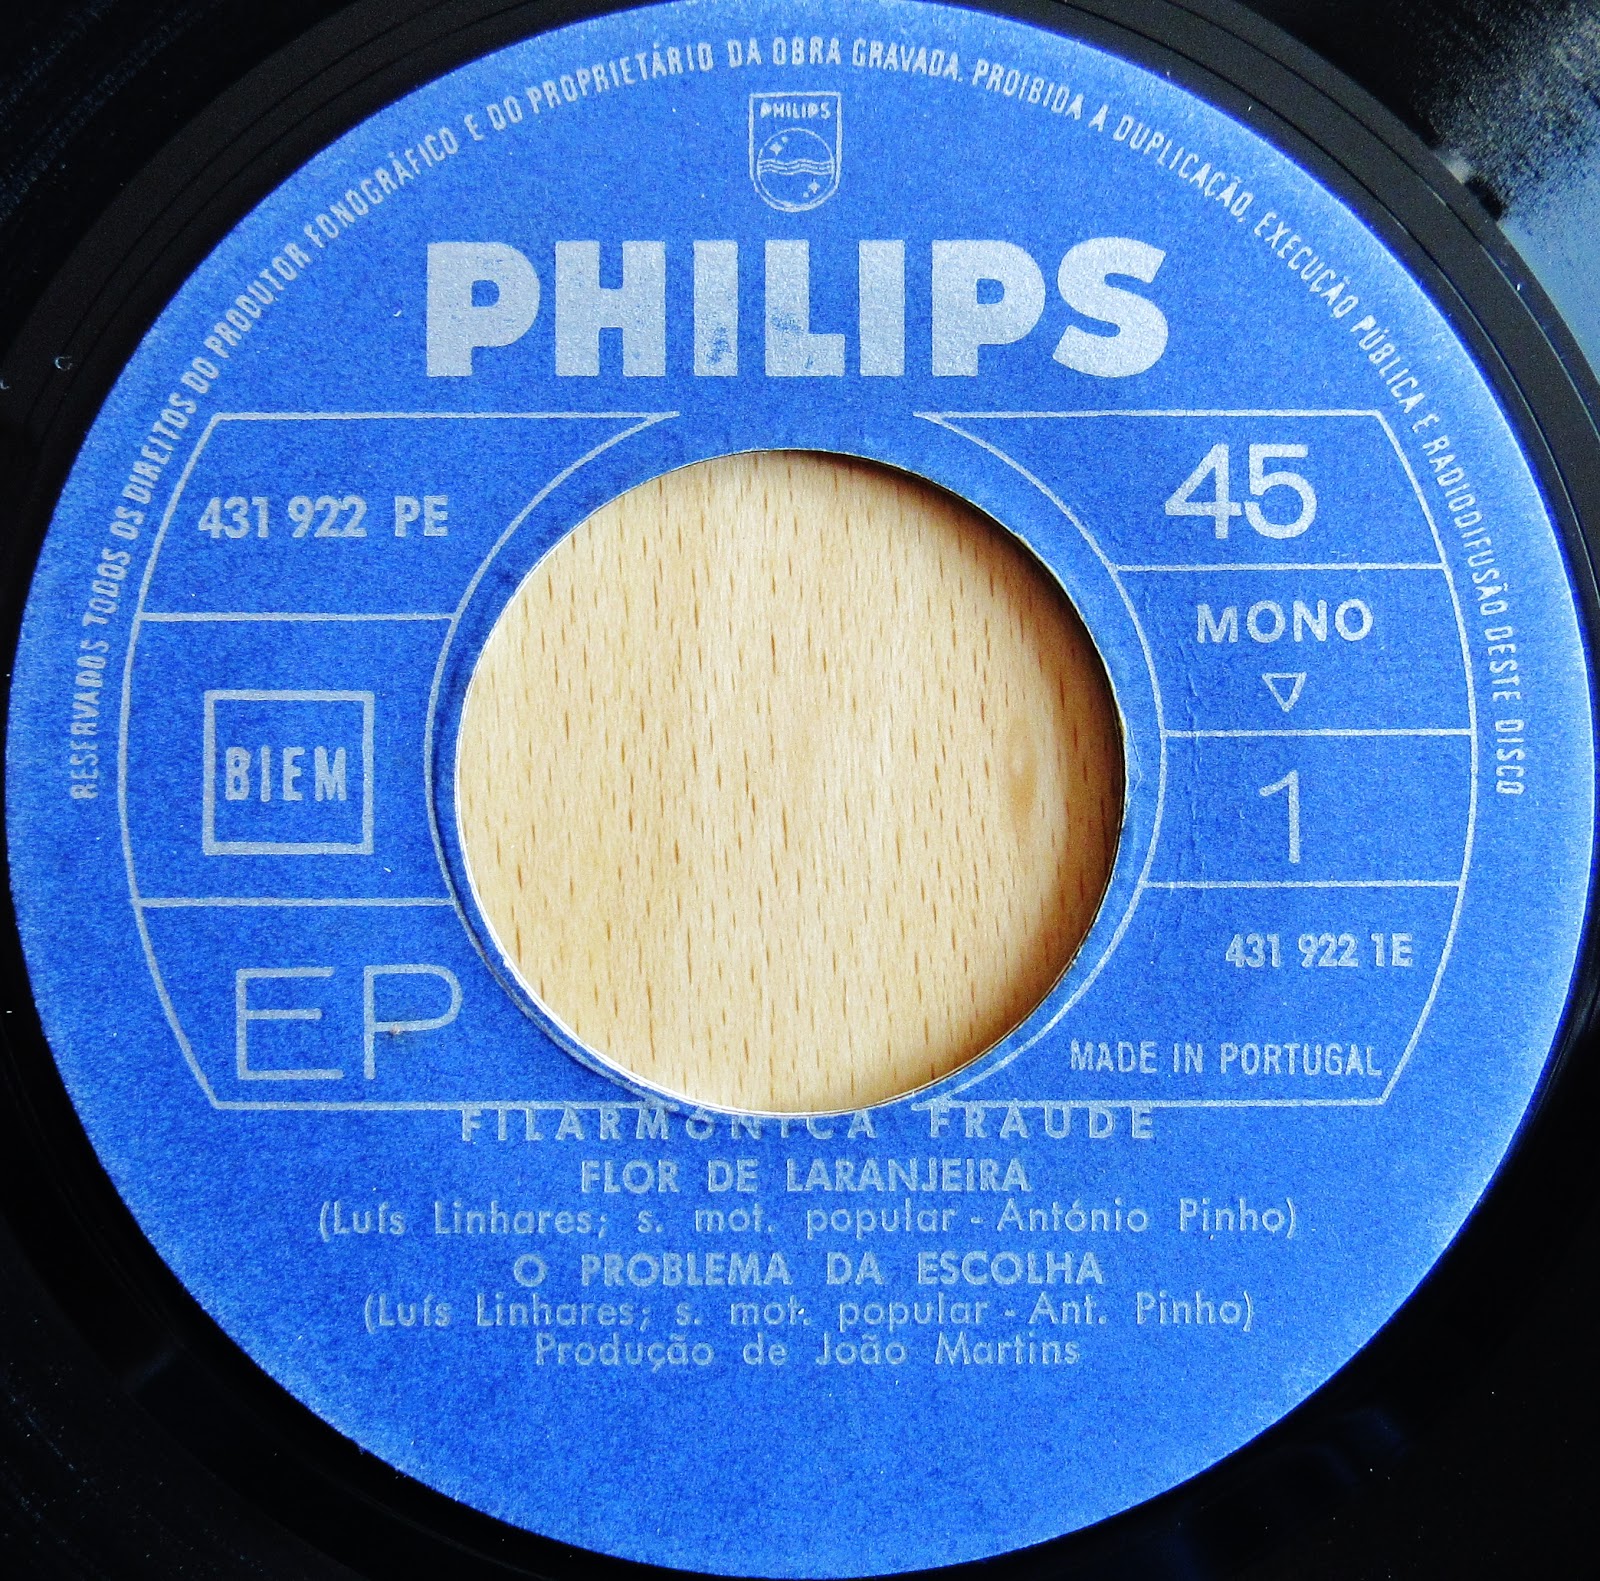 RESERVADOS TODOS OS DIREITOS DO PRODUTOR FONOGRÁFICO E DO PROPRIETÁRIO DA OBRA GRAVADA. PROIBIDA A DUPLICAÇÃO, EXECUÇÃO PÚBLICA E RADIODIFUSÃO DESTE DISCO
PHILIPS
PHILIPS
431 922 PE
45
MONO
BIEM
1
431 922 1E
EP
MADE IN PORTUGAL
FILARMÓNICA FRAUDE
FLOR DE LARANJEIRA
(Luís Linhares; s. mot. popular - António Pinho)
O PROBLEMA DA ESCOLHA
(Luís Linhares; s. mot. popular - Ant. Pinho)
Produção de João Martins